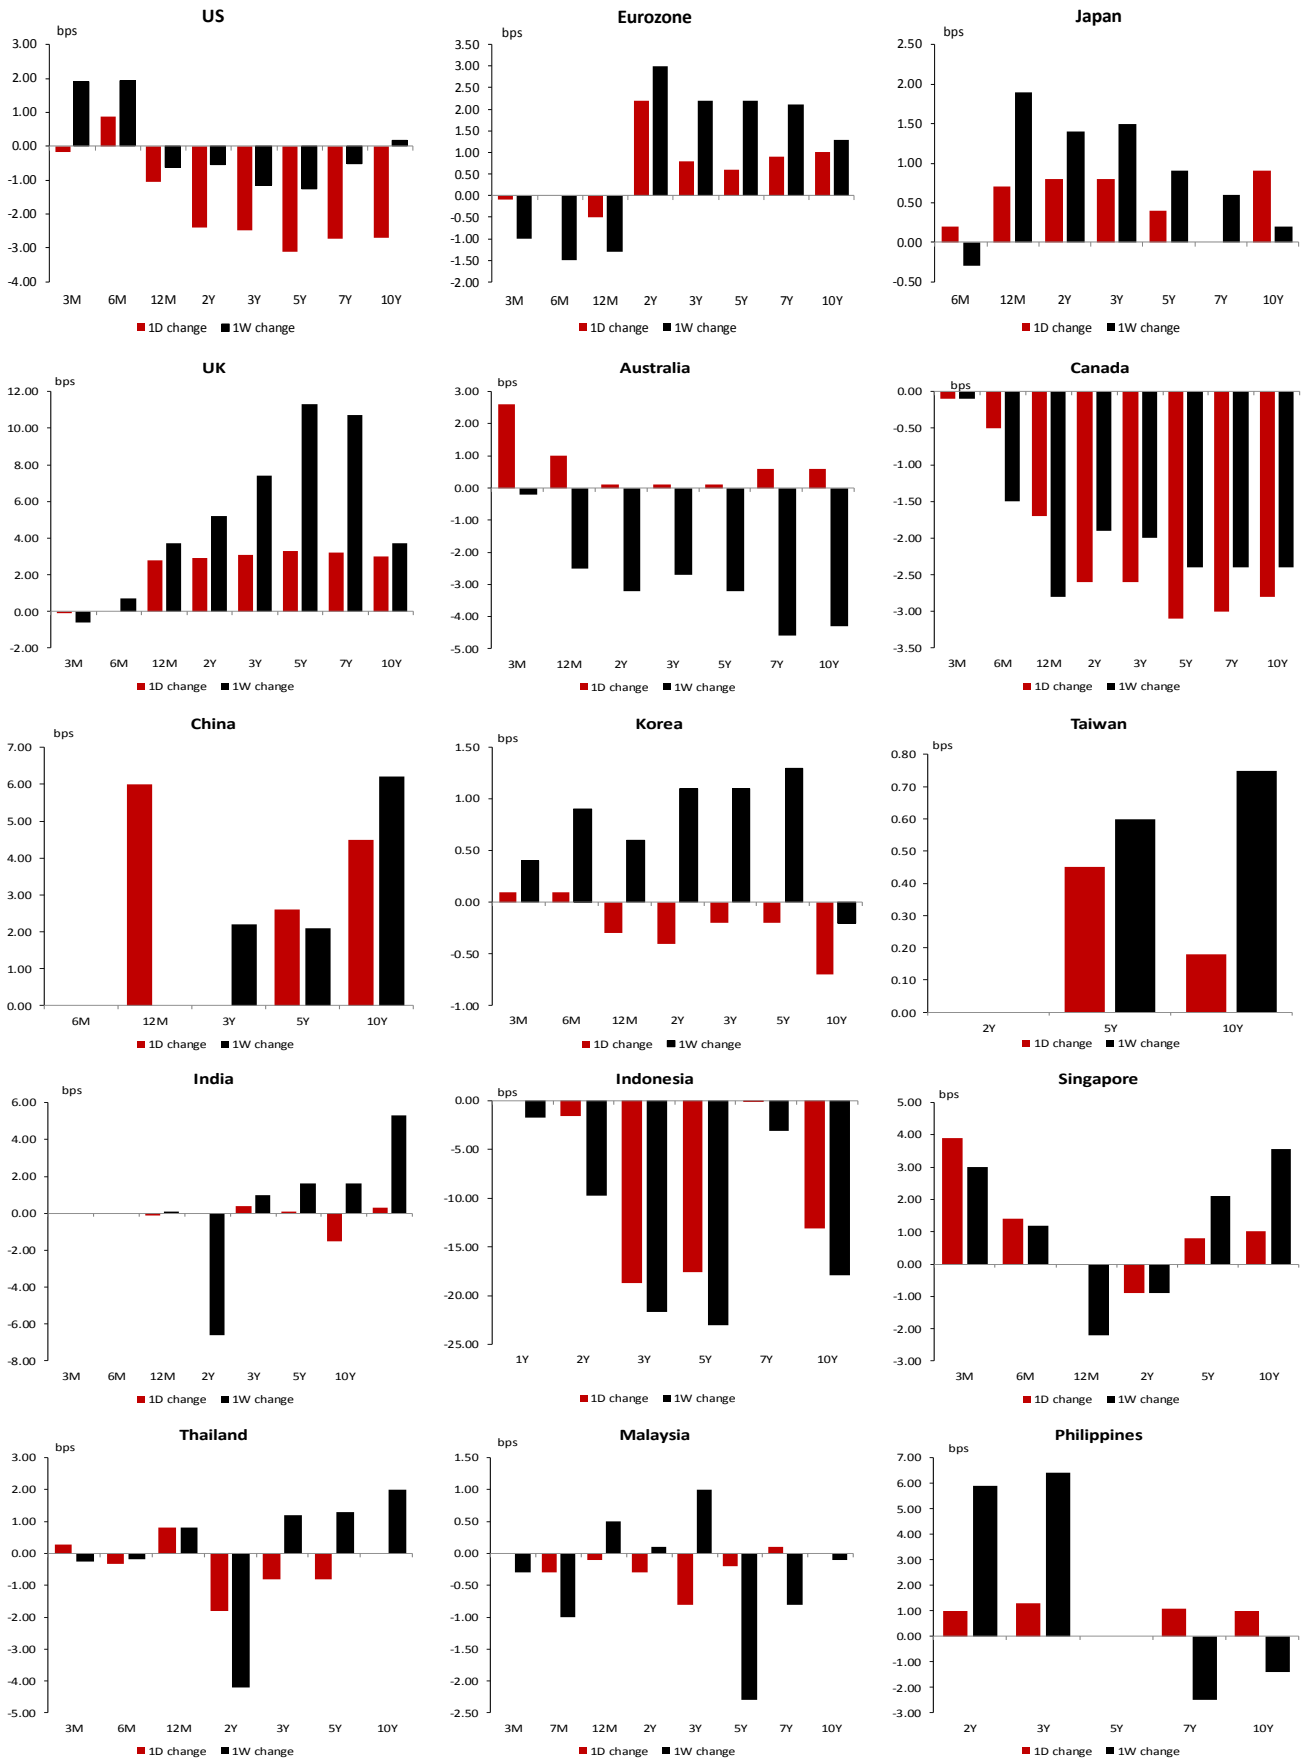 US
bps
3.00
2.00
1.00
0.00
-1.00
-2.00
-3.00
-4.00
3M 6M 12M 2Y 3Y 5Y 7Y 10Y
1D change 1W change
Eurozone
bps
3.50
3.00
2.50
2.00
1.50
1.00
0.50
0.00
-0.50
-1.00
-1.50
-2.00
3M 6M 12M 2Y 3Y 5Y 7Y 10Y
1D change 1W change
Japan
bps
2.50
2.00
1.50
1.00
0.50
0.00
-0.50
6M 12M 2Y 3Y 5Y 7Y 10Y
1D change 1W change
UK
bps
12.00
10.00
8.00
6.00
4.00
2.00
0.00
-2.00
3M 6M 12M 2Y 3Y 5Y 7Y 10Y
1D change 1W change
Australia
bps
3.00
2.00
1.00
0.00
-1.00
-2.00
-3.00
-4.00
-5.00
3M 12M 2Y 3Y 5Y 7Y 10Y
1D change 1W change
Canada
bps
0.00
-0.50
-1.00
-1.50
-2.00
-2.50
-3.00
-3.50
3M 6M 12M 2Y 3Y 5Y 7Y 10Y
1D change 1W change
China
bps
7.00
6.00
5.00
4.00
3.00
2.00
1.00
0.00
6M 12M 3Y 5Y 10Y
1D change 1W change
Korea
bps
1.50
1.00
0.50
0.00
-0.50
-1.00
3M 6M 12M 2Y 3Y 5Y 10Y
1D change 1W change
Taiwan
bps
0.80
0.70
0.60
0.50
0.40
0.30
0.20
0.10
0.00
2Y 5Y 10Y
1D change 1W change
India
bps
6.00
4.00
2.00
0.00
-2.00
-4.00
-6.00
-8.00
3M 6M 12M 2Y 3Y 5Y 10Y
1D change 1W change
Indonesia
bps
0.00
-5.00
-10.00
-15.00
-20.00
-25.00
1Y 2Y 3Y 5Y 7Y 10Y
1D change 1W change
Singapore
bps
5.00
4.00
3.00
2.00
1.00
0.00
-1.00
-2.00
-3.00
3M 6M 12M 2Y 5Y 10Y
1D change 1W change
Thailand
bps
3.00
2.00
1.00
0.00
-1.00
-2.00
-3.00
-4.00
-5.00
3M 6M 12M 2Y 3Y 5Y 10Y
1D change 1W change
Malaysia
bps
1.50
1.00
0.50
0.00
-0.50
-1.00
-1.50
-2.00
-2.50
3M 7M 12M 2Y 3Y 5Y 7Y 10Y
1D change 1W change
Philippines
bps
7.00
6.00
5.00
4.00
3.00
2.00
1.00
0.00
-1.00
-2.00
-3.00
2Y 3Y 5Y 7Y 10Y
1D change 1W change